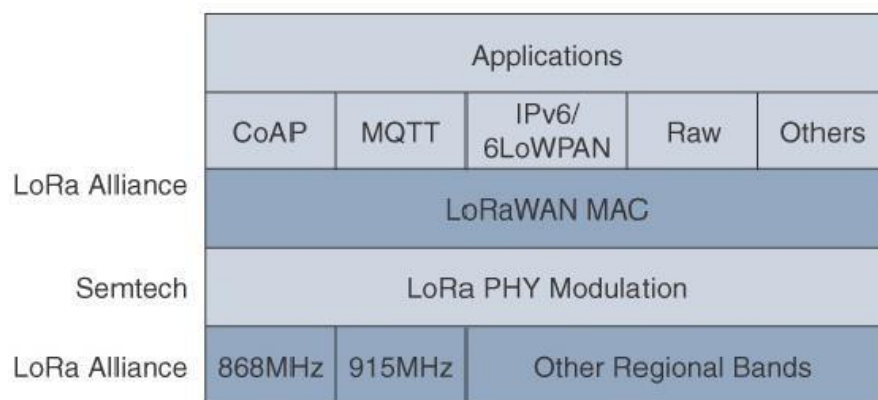 Applications
CoAP MQTT IPv6/
6LoWPAN Raw Others
LoRa Alliance
LoRaWAN MAC
Semtech LoRa PHY Modulation
LoRa Alliance 868MHz 915MHz Other Regional Bands